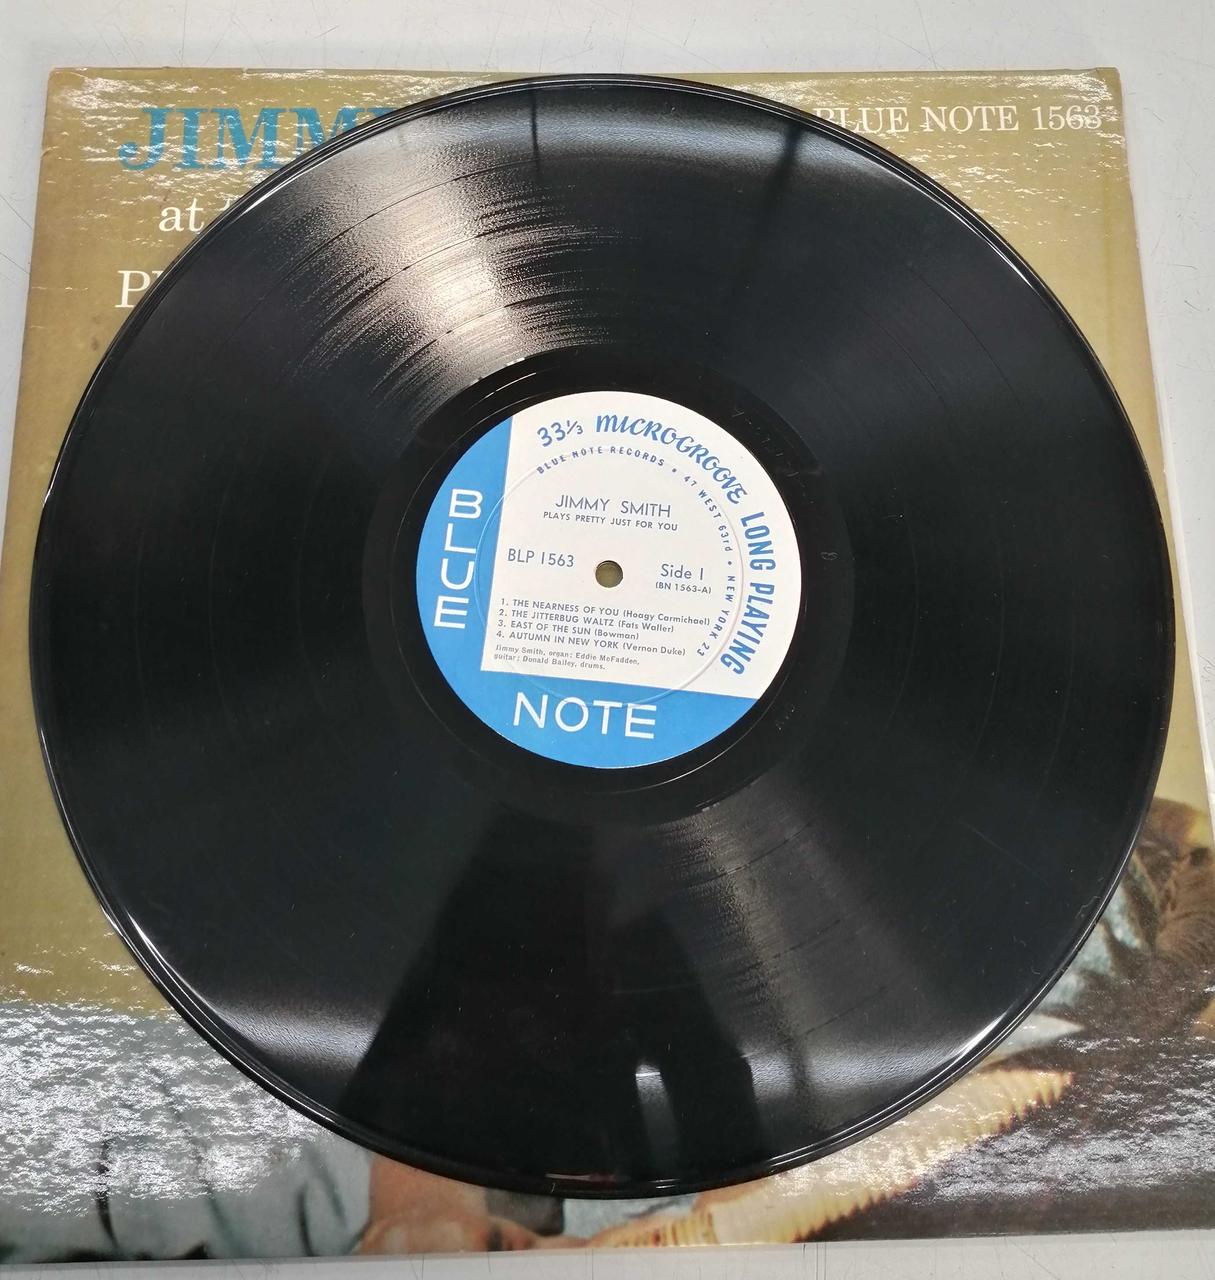 JIMM
BLUE NOTE 1563
at
P
33⅓ MICROGROOVE LONG PLAYING
BLUE NOTE RECORDS • 47 WEST 63rd • NEW YORK 23
JIMMY SMITH
PLAYS PRETTY JUST FOR YOU
BLP 1563
Side 1
(BN 1563-A)
1. THE NEARNESS OF YOU (Hoagy Carmichael)
2. THE JITTERBUG WALTZ (Fats Waller)
3. EAST OF THE SUN (Bowman)
4. AUTUMN IN NEW YORK (Vernon Duke)
Jimmy Smith, organ; Eddie McFadden,
guitar; Donald Bailey, drums.
BLUE
NOTE